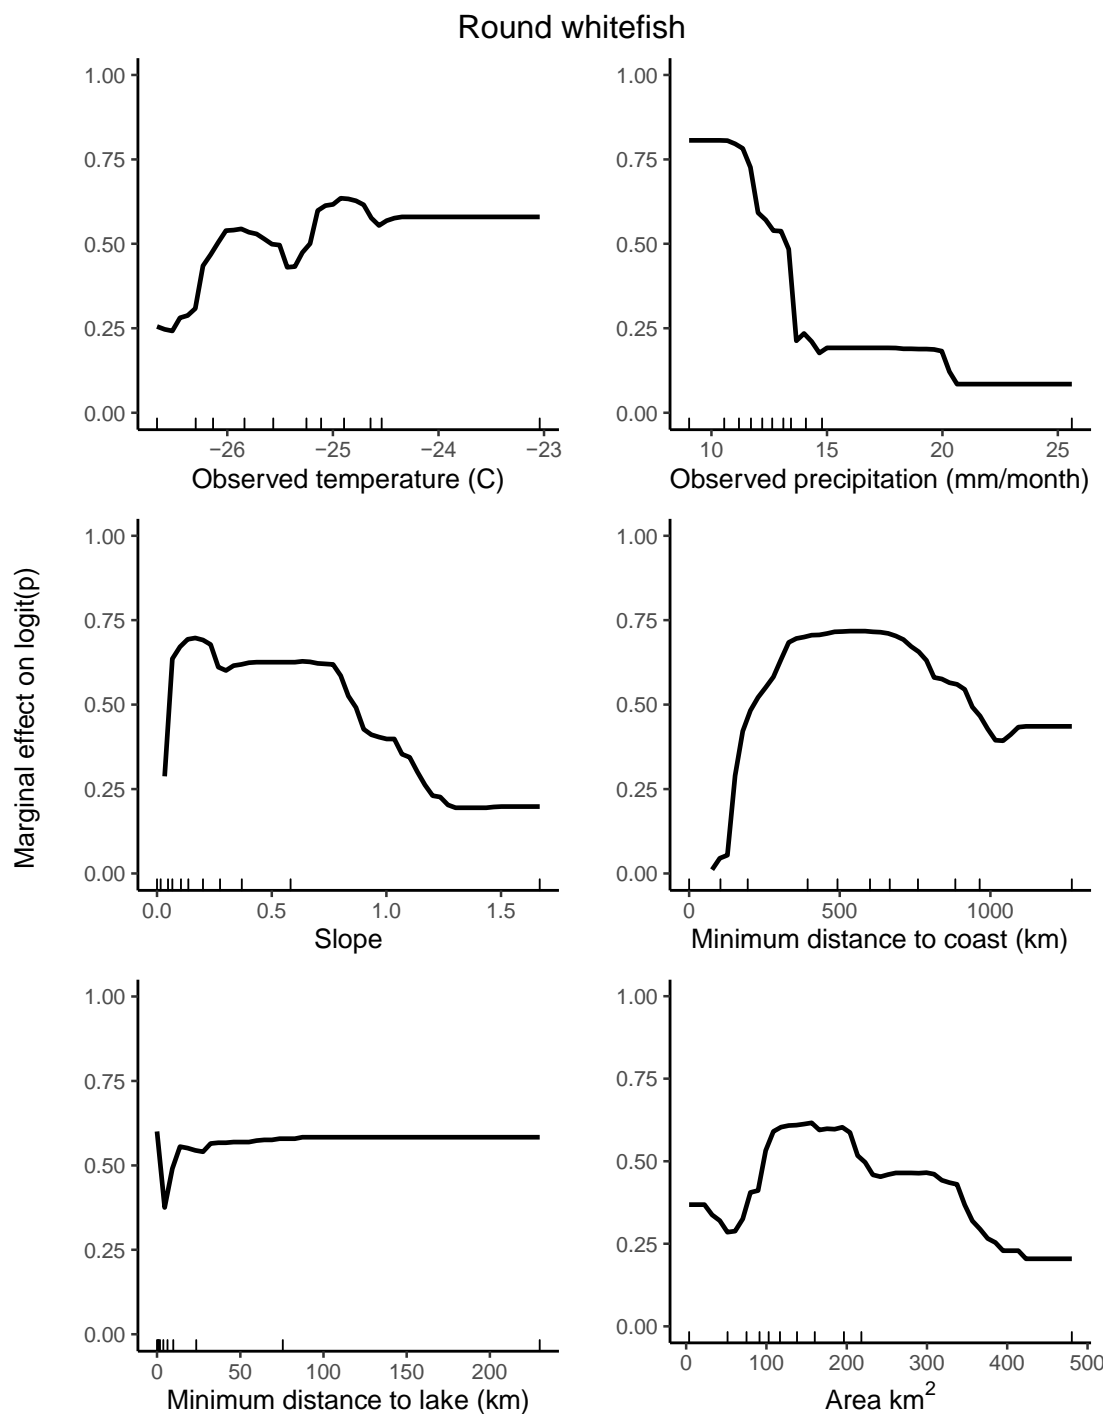 Round whitefish
Marginal effect on logit(p)
1.00
0.75
0.50
0.25
0.00
−26 −25 −24 −23
Observed temperature (C)
1.00
0.75
0.50
0.25
0.00
10 15 20 25
Observed precipitation (mm/month)
1.00
0.75
0.50
0.25
0.00
0.0 0.5 1.0 1.5
Slope
1.00
0.75
0.50
0.25
0.00
0 500 1000
Minimum distance to coast (km)
1.00
0.75
0.50
0.25
0.00
0 50 100 150 200
Minimum distance to lake (km)
1.00
0.75
0.50
0.25
0.00
0 100 200 300 400 500
Area km²